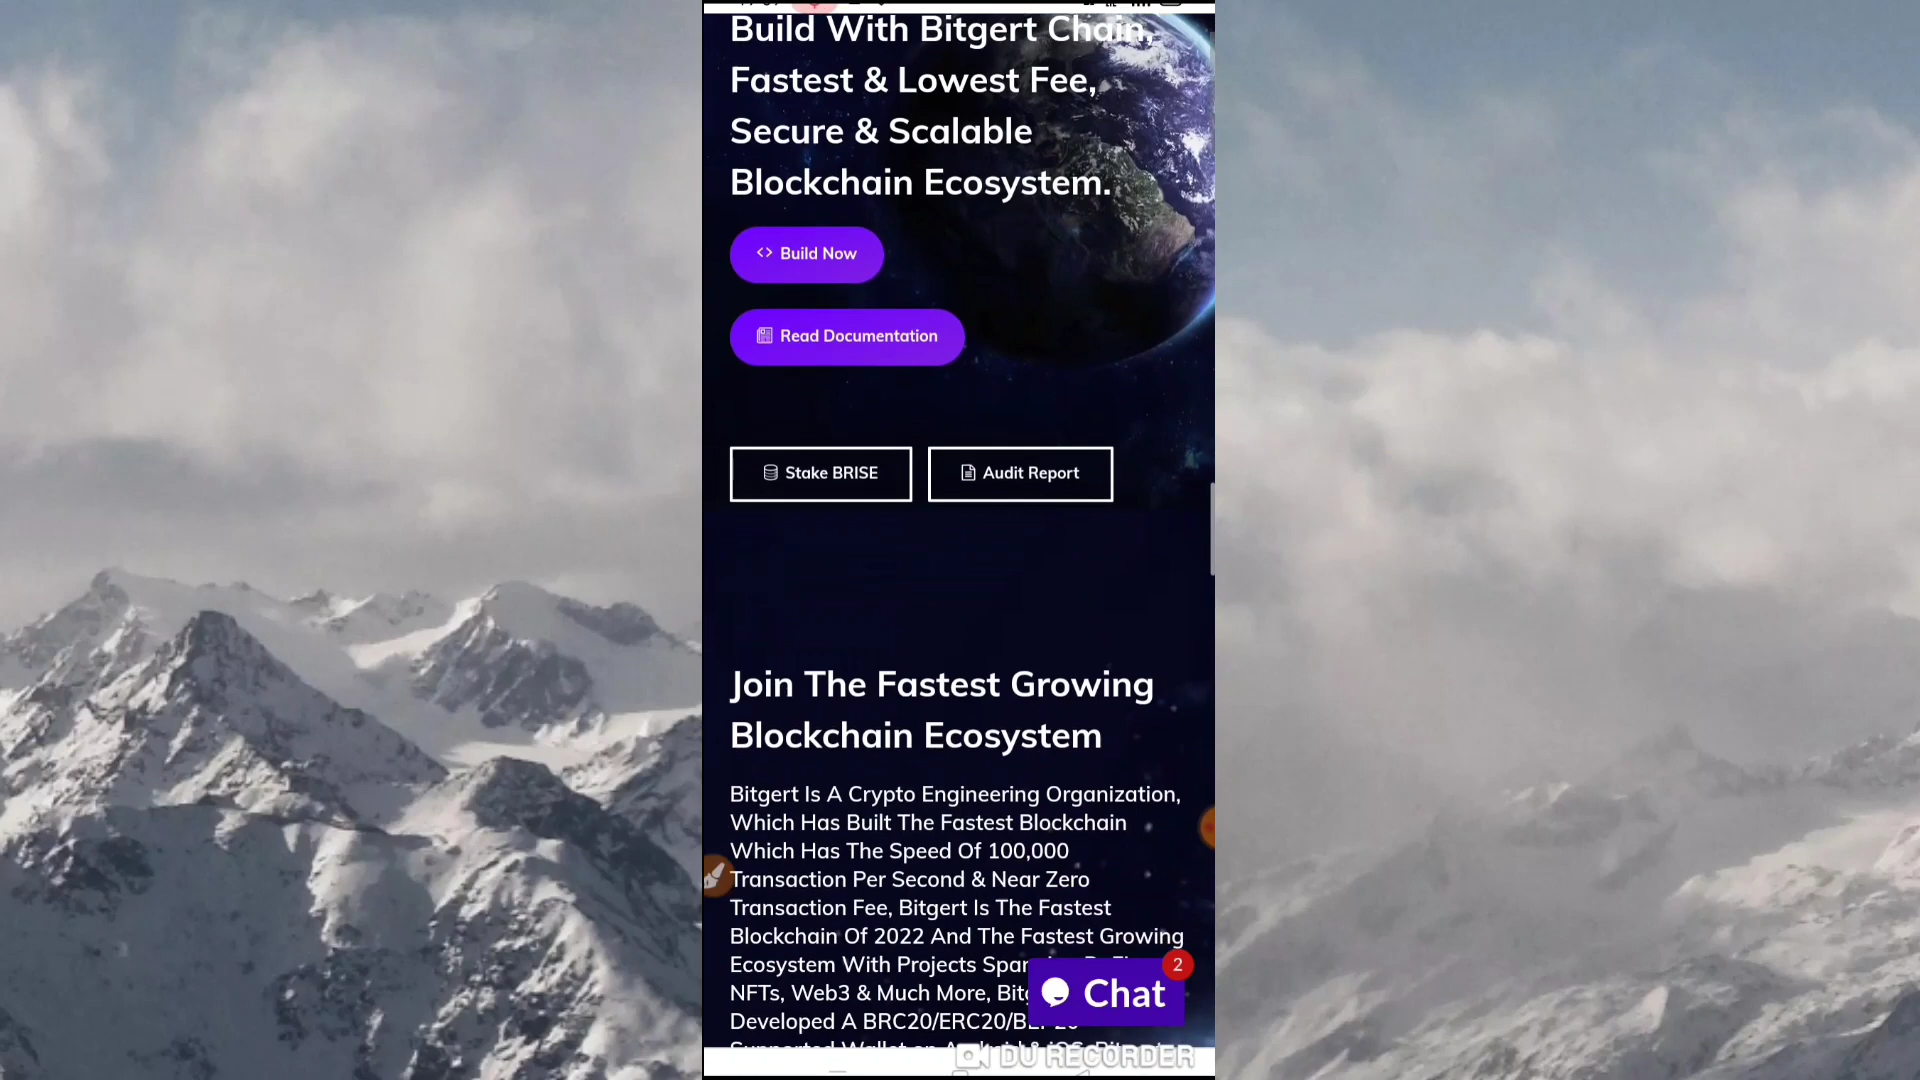 Build With Bitgert Chain,
Fastest & Lowest Fee,
Secure & Scalable
Blockchain Ecosystem.
Build Now
Read Documentation
Stake BRISE
Audit Report
Join The Fastest Growing
Blockchain Ecosystem
Bitgert Is A Crypto Engineering Organization,
Which Has Built The Fastest Blockchain
Which Has The Speed Of 100,000
Transaction Per Second & Near Zero
Transaction Fee, Bitgert Is The Fastest
Blockchain Of 2022 And The Fastest Growing
Ecosystem With Projects
NFTs, Web3 & Much More,
Developed A BRC20/ERC20/
2
Chat
DU RECORDER